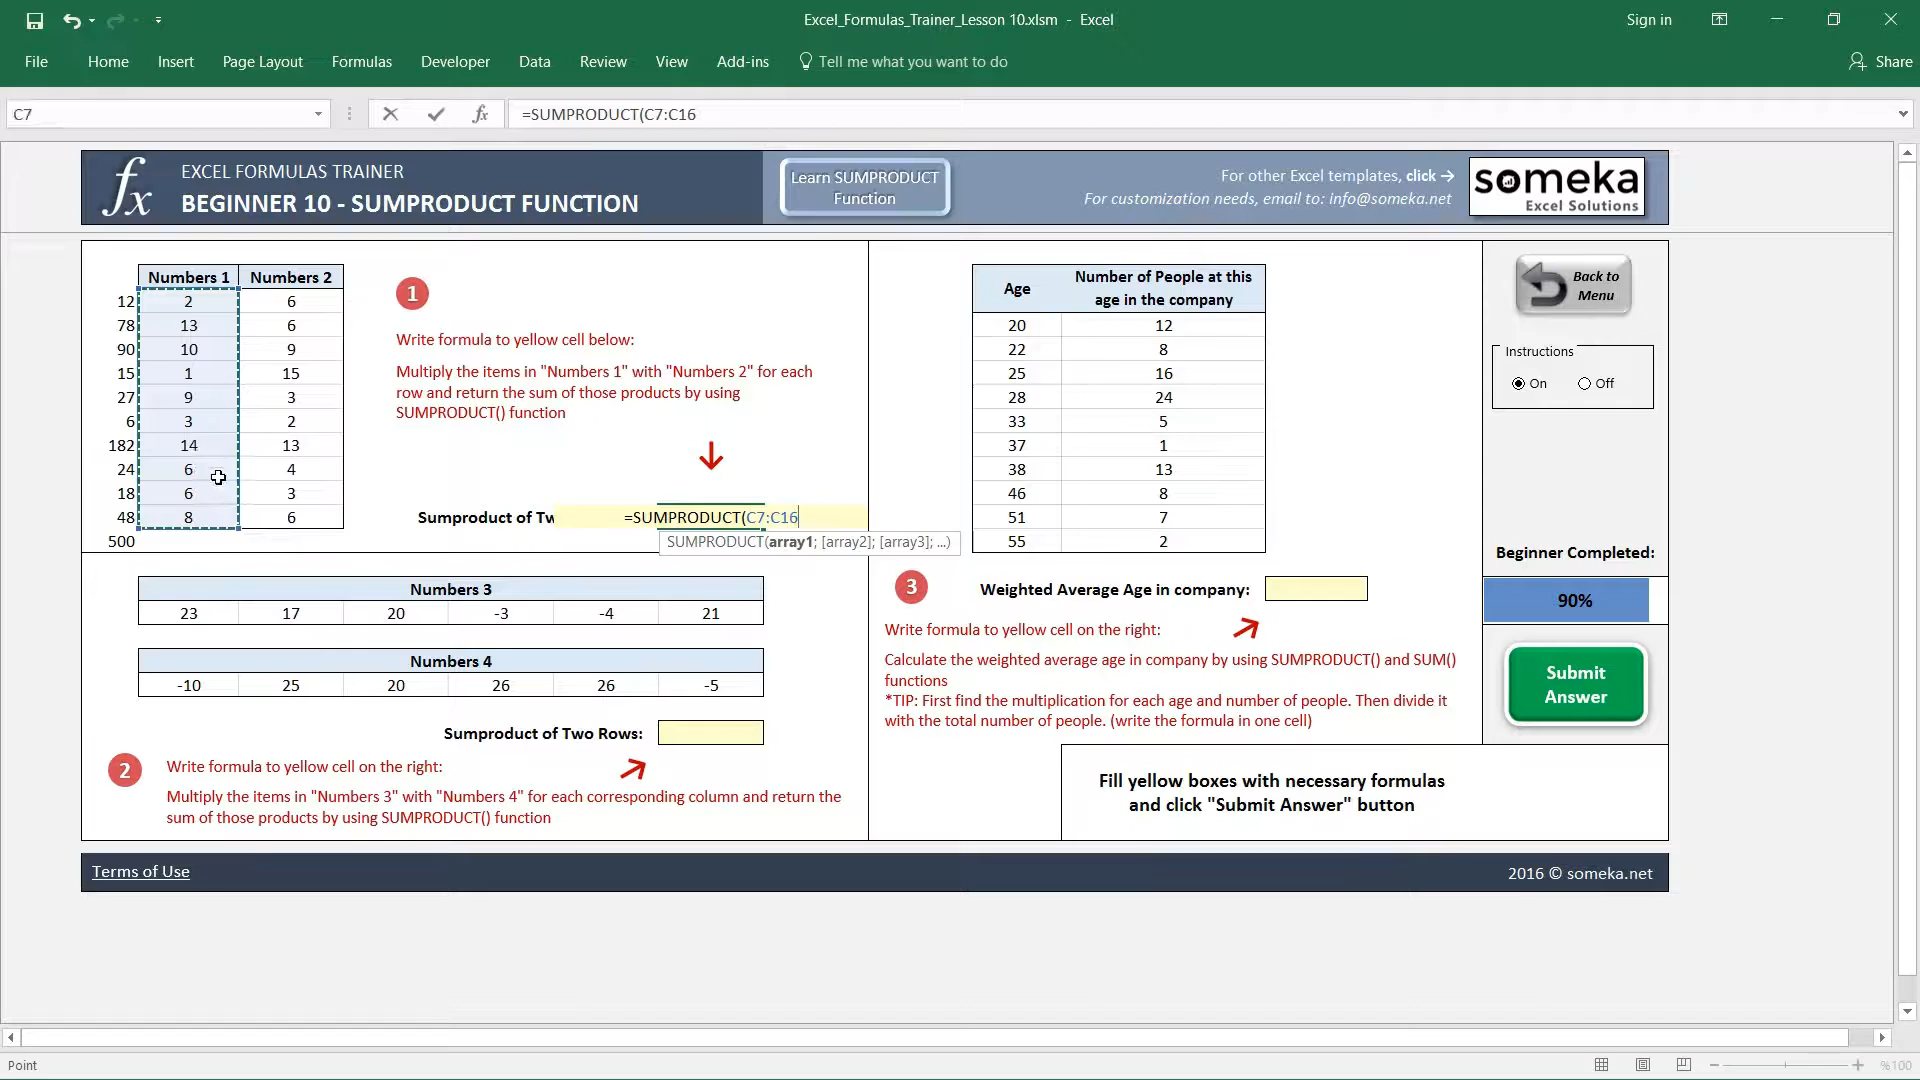 Excel_Formulas_Trainer_Lesson 10.xlsm - Excel
Sign in
File Home Insert Page Layout Formulas Developer Data Review View Add-ins Tell me what you want to do Share
C7 fx =SUMPRODUCT(C7:C16
fx
EXCEL FORMULAS TRAINER
BEGINNER 10 - SUMPRODUCT FUNCTION
Learn SUMPRODUCT
Function
For other Excel templates, click →
For customization needs, email to: info@someka.net
someka
Excel Solutions
Numbers 1 Numbers 2
12 2 6
78 13 6
90 10 9
15 1 15
27 9 3
6 3 2
182 14 13
24 6 4
18 6 3
48 8 6
500
1
Write formula to yellow cell below:
Multiply the items in "Numbers 1" with "Numbers 2" for each
row and return the sum of those products by using
SUMPRODUCT() function
Sumproduct of Tw =SUMPRODUCT(C7:C16
SUMPRODUCT(array1; [array2]; [array3]; ...)
Numbers 3
23 17 20 -3 -4 21
Numbers 4
-10 25 20 26 26 -5
Sumproduct of Two Rows:
2
Write formula to yellow cell on the right:
Multiply the items in "Numbers 3" with "Numbers 4" for each corresponding column and return the
sum of those products by using SUMPRODUCT() function
Age Number of People at this
age in the company
20 12
22 8
25 16
28 24
33 5
37 1
38 13
46 8
51 7
55 2
3
Weighted Average Age in company:
Write formula to yellow cell on the right:
Calculate the weighted average age in company by using SUMPRODUCT() and SUM()
functions
*TIP: First find the multiplication for each age and number of people. Then divide it
with the total number of people. (write the formula in one cell)
Back to
Menu
Instructions
On Off
Beginner Completed:
90%
Submit
Answer
Fill yellow boxes with necessary formulas
and click "Submit Answer" button
Terms of Use
2016 © someka.net
Point
%100